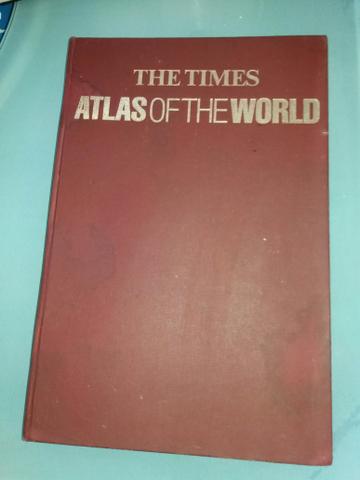 THE TIMES
ATLAS OF THE WORLD